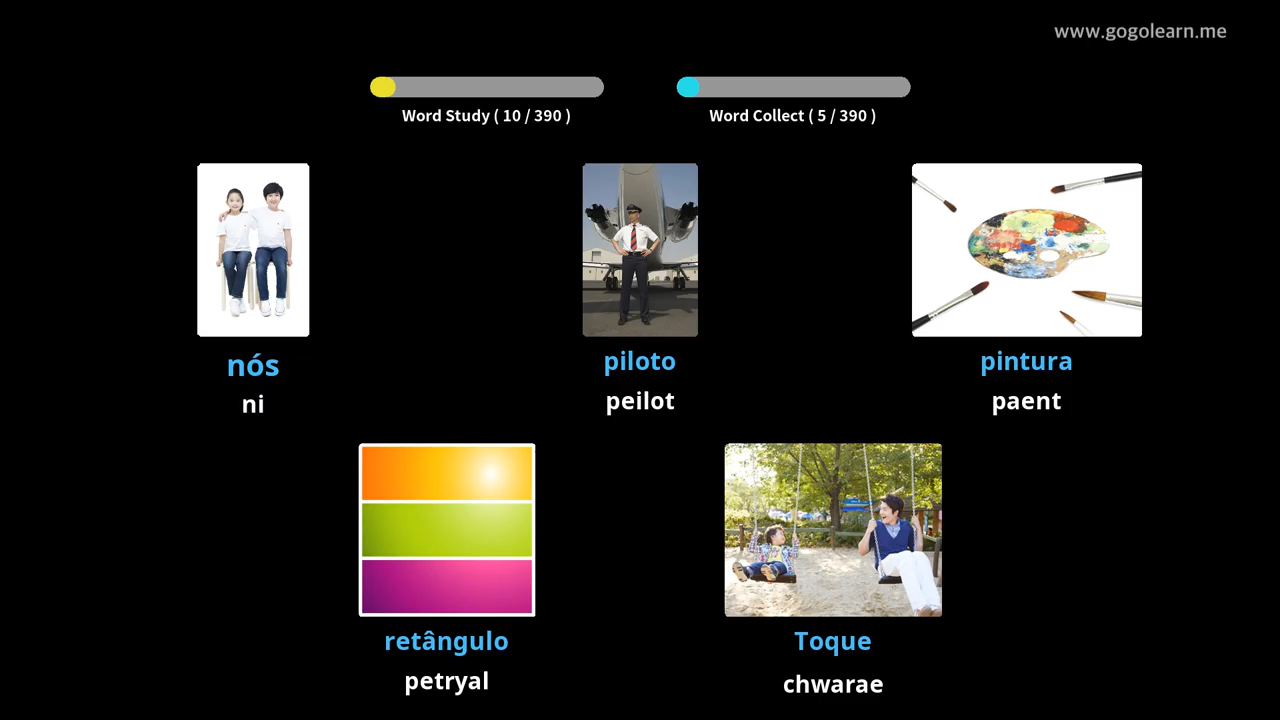 www.gogolearn.me
Word Study ( 10 / 390 )
Word Collect ( 5 / 390 )
nós
ni
piloto
peilot
pintura
paent
retângulo
petryal
Toque
chwarae